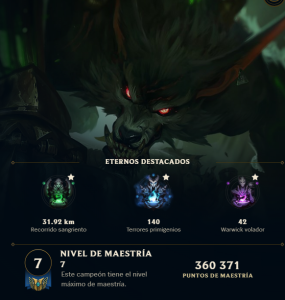 ETERNOS DESTACADOS
31.92 km
Recorrido sangriento
140
Terrores primigenios
42
Warwick volador
7
NIVEL DE MAESTRÍA
7
Este campeón tiene el nivel
máximo de maestría.
360 371
PUNTOS DE MAESTRÍA